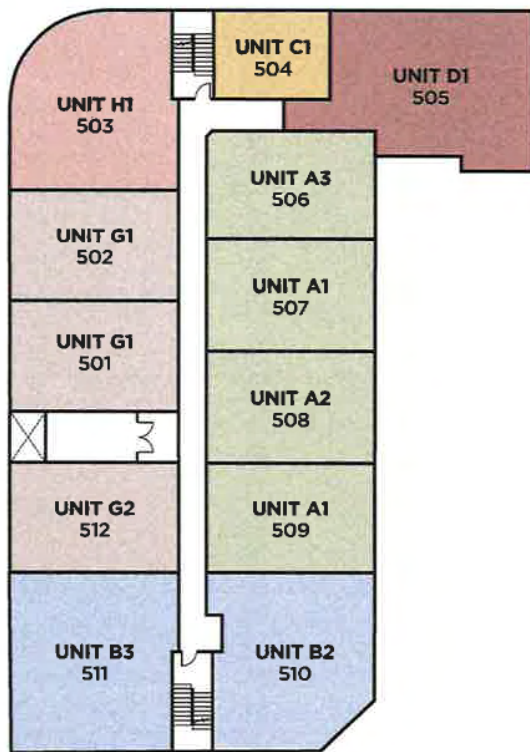 UNIT H1
503
UNIT C1
504
UNIT D1
505
UNIT G1
502
UNIT A3
506
UNIT G1
501
UNIT A1
507
UNIT A2
508
UNIT G2
512
UNIT A1
509
UNIT B3
511
UNIT B2
510